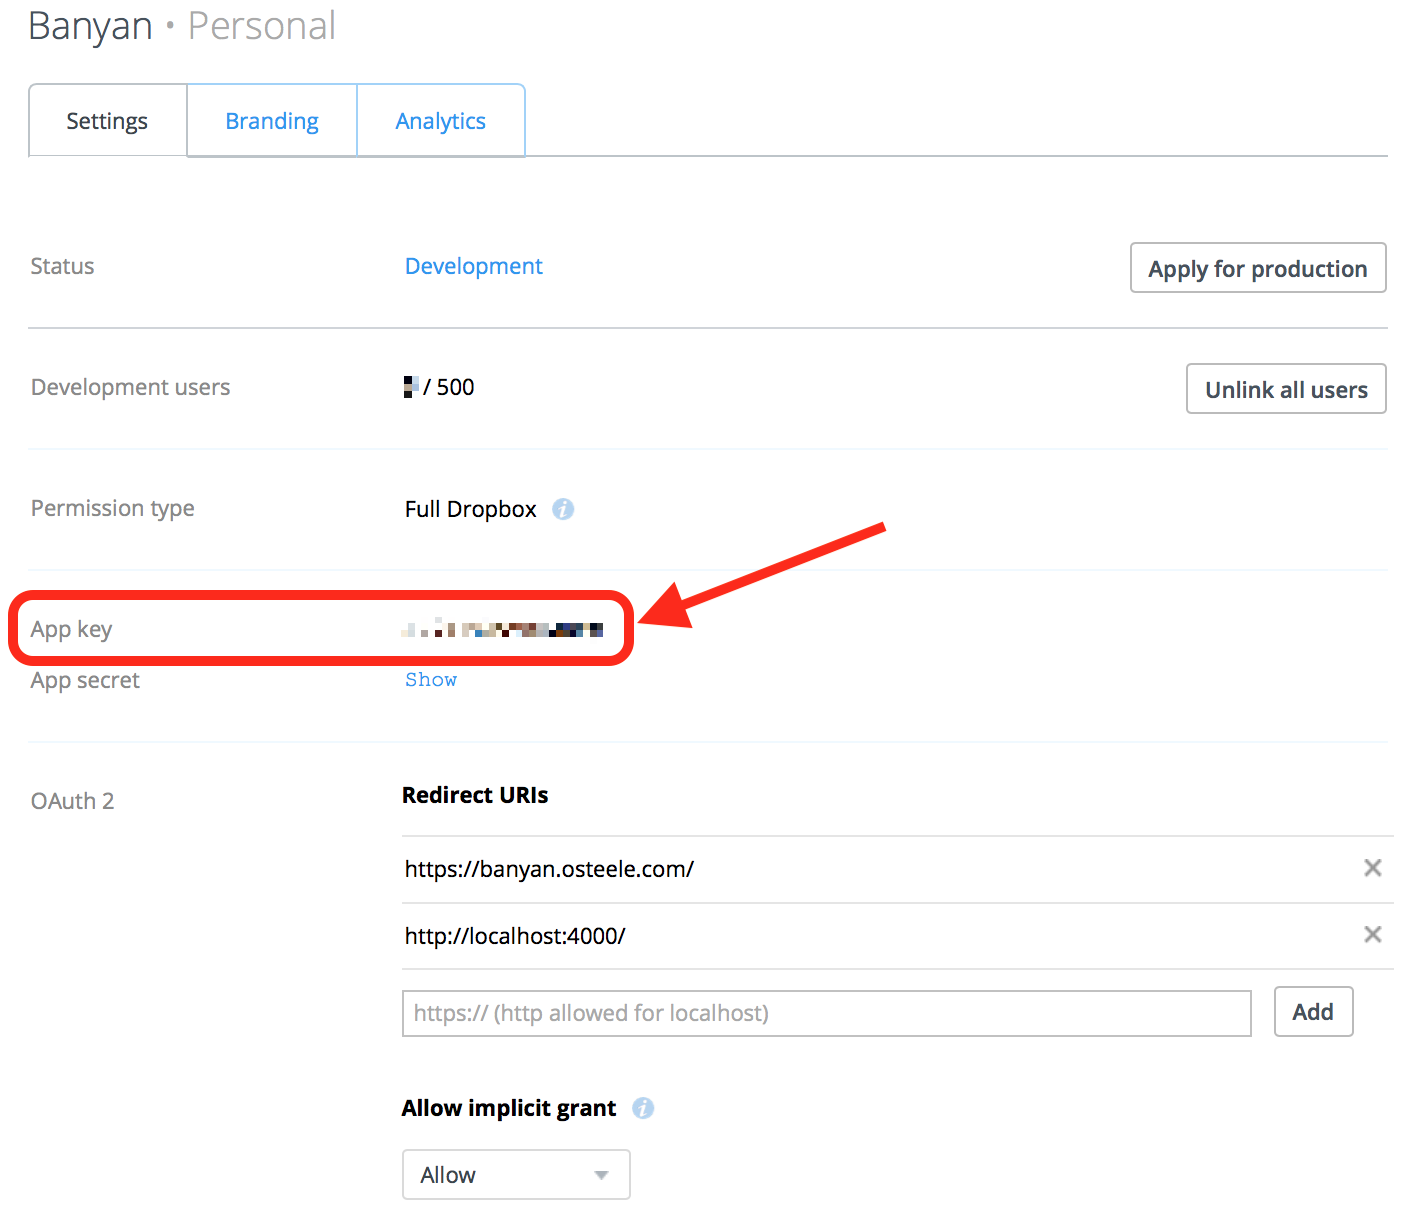 Banyan • Personal
Settings Branding Analytics
Status Development Apply for production
Development users / 500 Unlink all users
Permission type Full Dropbox i
App key
App secret Show
OAuth 2 Redirect URIs
https://banyan.osteele.com/
http://localhost:4000/
https:// (http allowed for localhost) Add
Allow implicit grant i
Allow